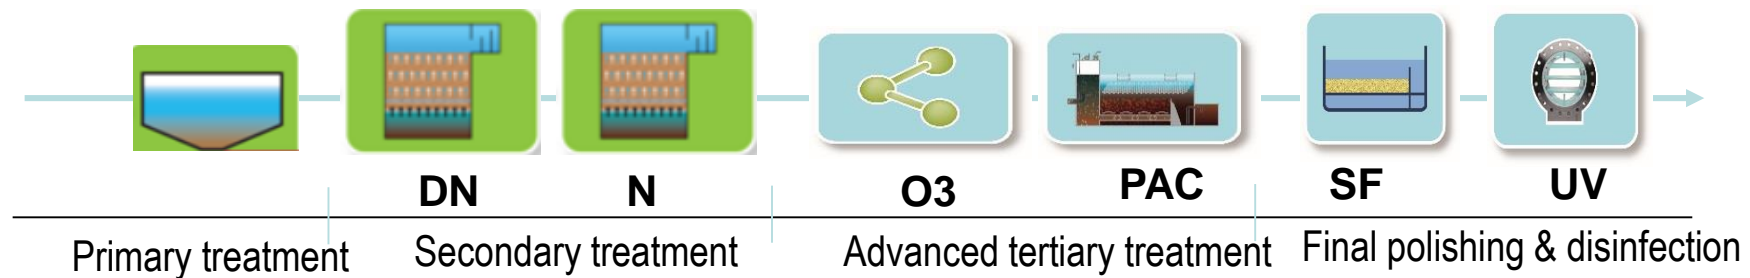 DN N O3 PAC SF UV
Primary treatment Secondary treatment Advanced tertiary treatment Final polishing & disinfection